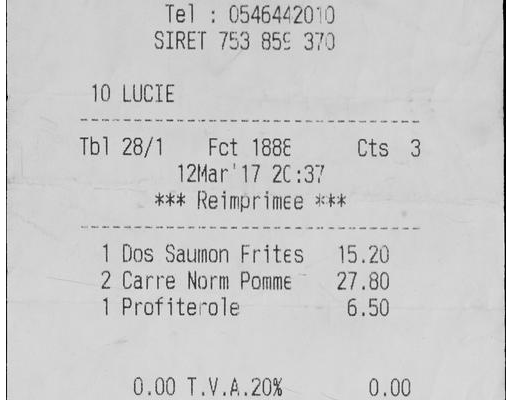 Tel : 0546442010
SIRET 753 859 370
10 LUCIE
--------------------------------
Tbl 28/1 Fct 1888 Cts 3
12Mar'17 20:37
*** Reimprimee ***
--------------------------------
1 Dos Saumon Frites 15.20
2 Carre Norm Pomme 27.80
1 Profiterole 6.50
0.00 T.V.A.20% 0.00